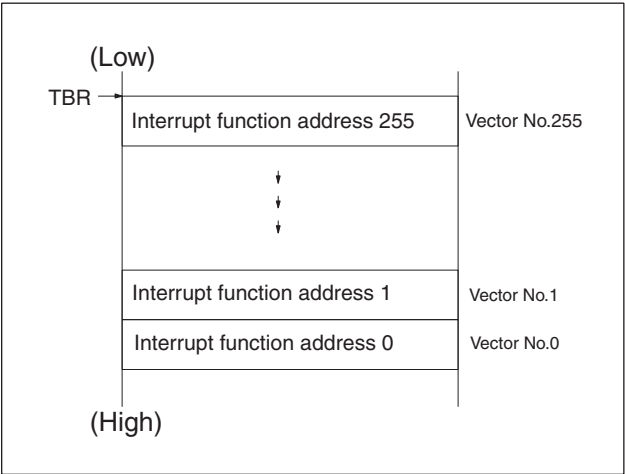 (Low)
TBR
Interrupt function address 255 Vector No.255
Interrupt function address 1 Vector No.1
Interrupt function address 0 Vector No.0
(High)